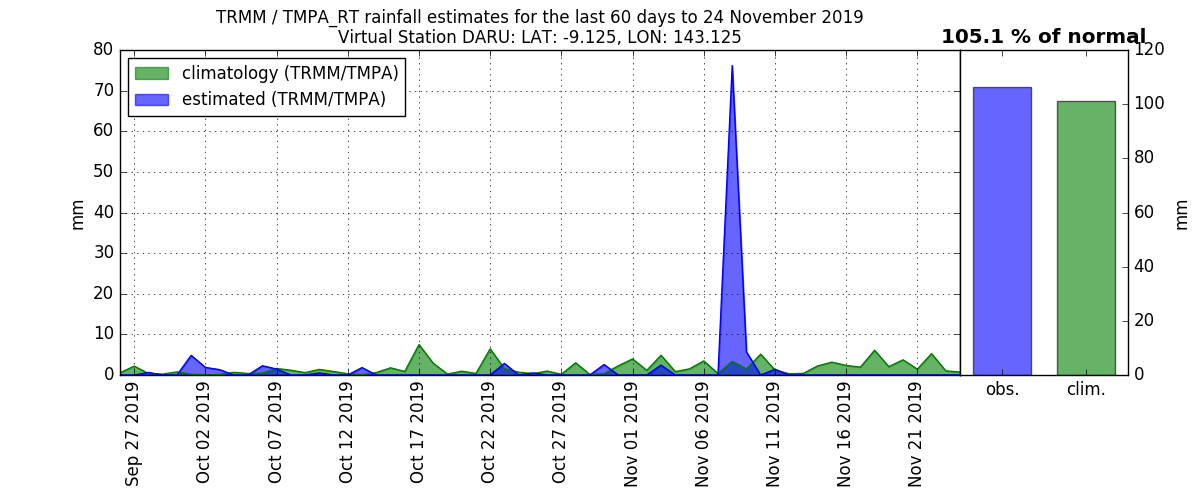 TRMM / TMPA_RT rainfall estimates for the last 60 days to 24 November 2019
Virtual Station DARU: LAT: -9.125, LON: 143.125
105.1 % of normal
climatology (TRMM/TMPA)
estimated (TRMM/TMPA)
mm
80
70
60
50
40
30
20
10
0
Sep 27 2019
Oct 02 2019
Oct 07 2019
Oct 12 2019
Oct 17 2019
Oct 22 2019
Oct 27 2019
Nov 01 2019
Nov 06 2019
Nov 11 2019
Nov 16 2019
Nov 21 2019
120
100
80
60
40
20
0
mm
obs.
clim.